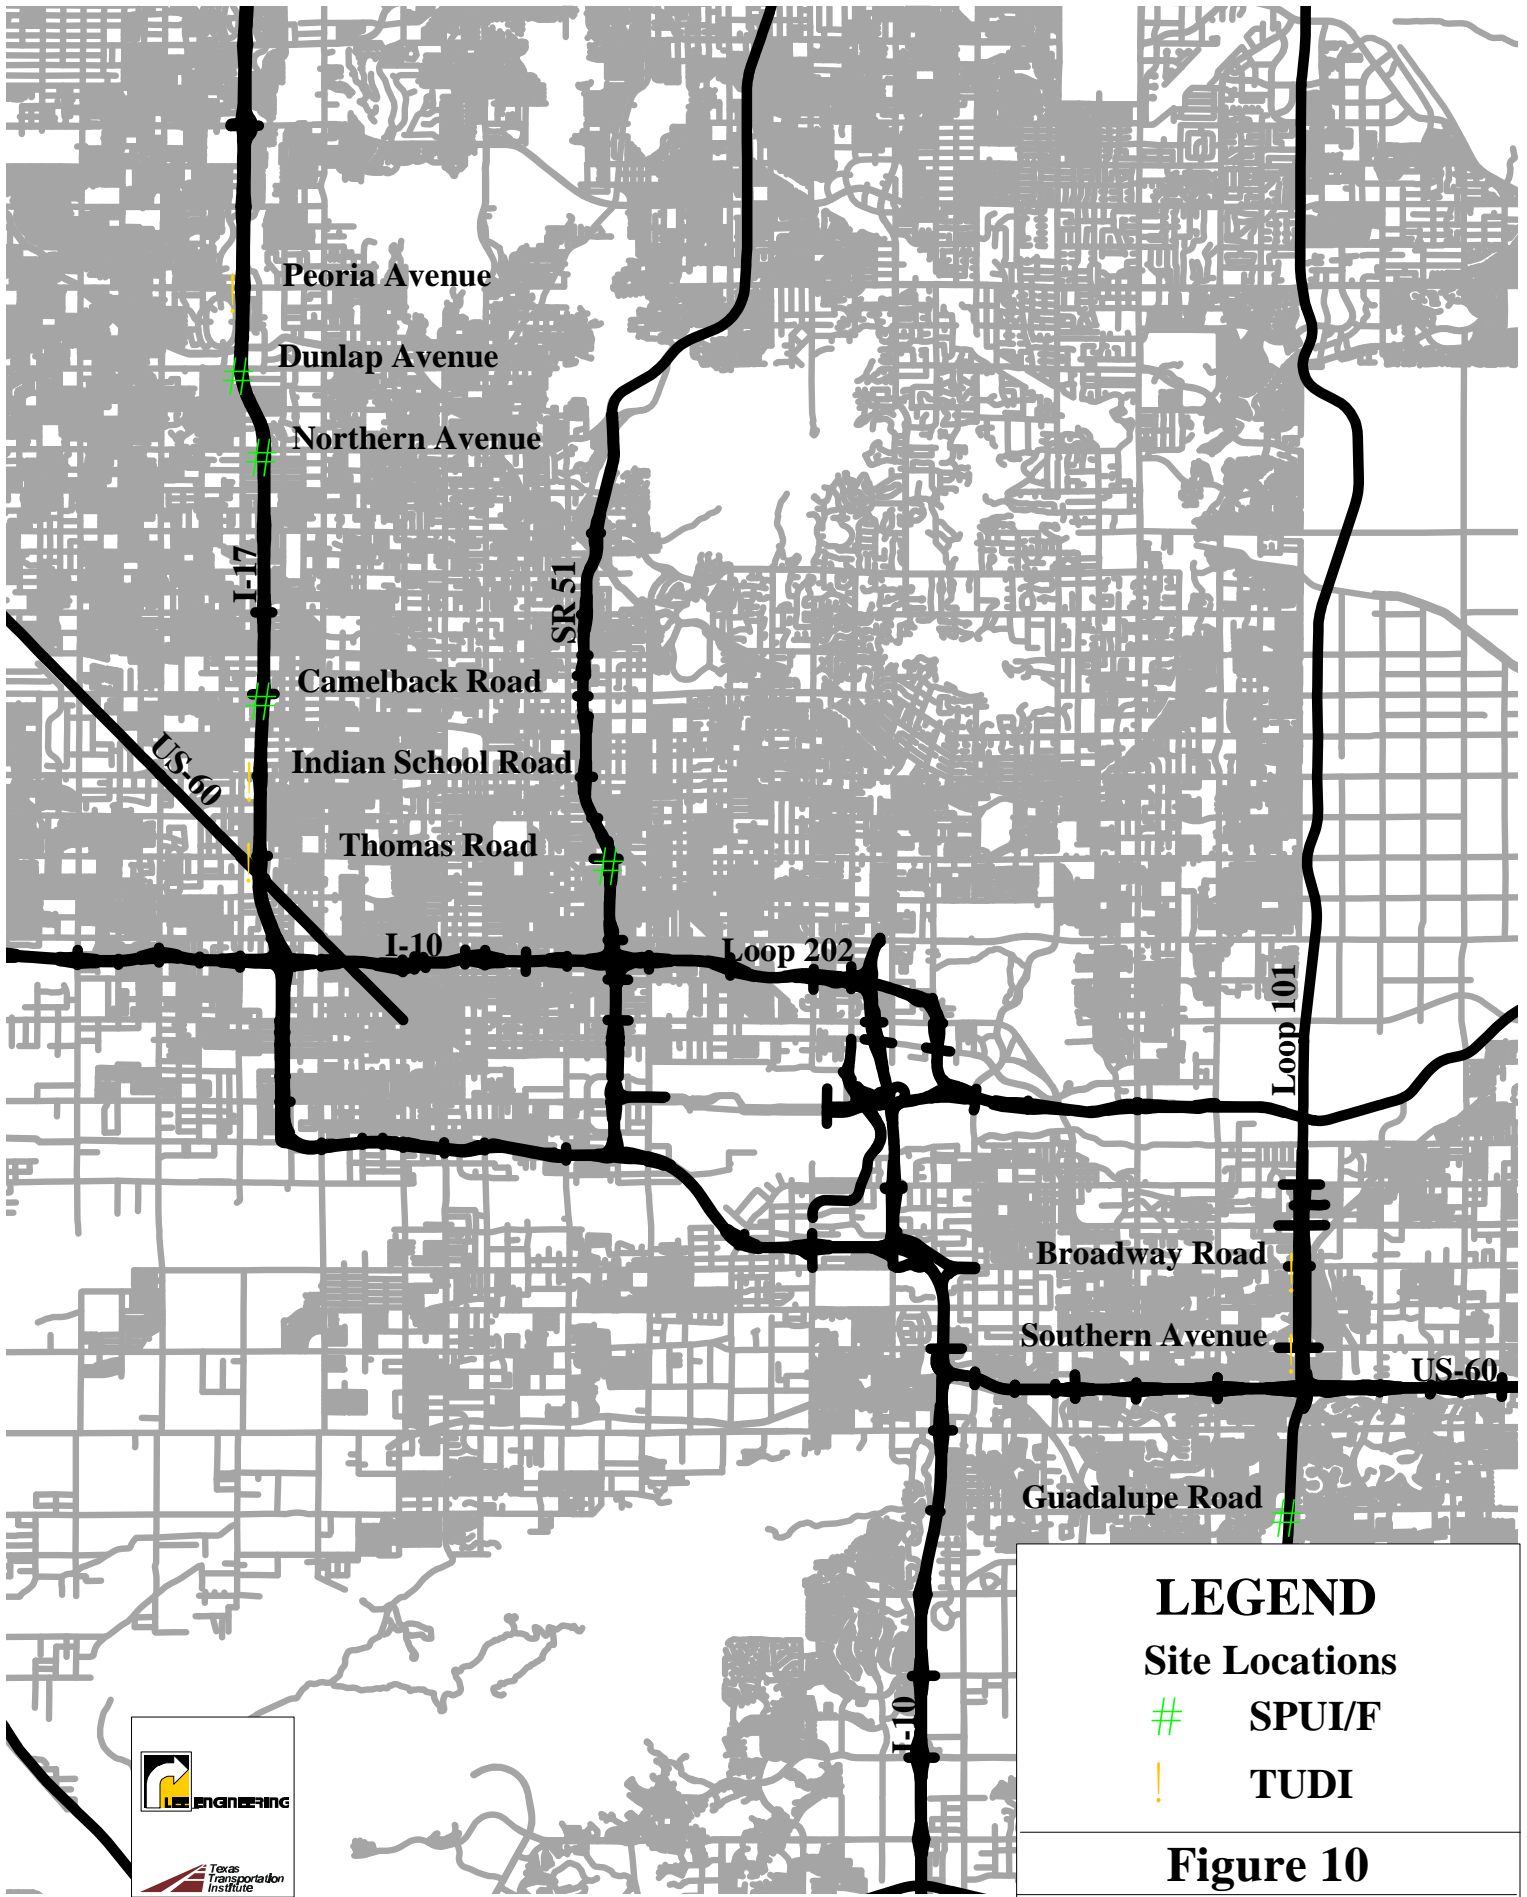 Peoria Avenue
Dunlap Avenue
Northern Avenue
I-17
SR 51
Camelback Road
US-60
Indian School Road
Thomas Road
I-10
Loop 202
Loop 101
Broadway Road
Southern Avenue
US-60
Guadalupe Road
I-10
LEGEND
Site Locations
# SPUI/F
! TUDI
Figure 10
LEE ENGINEERING
Texas
Transportation
Institute